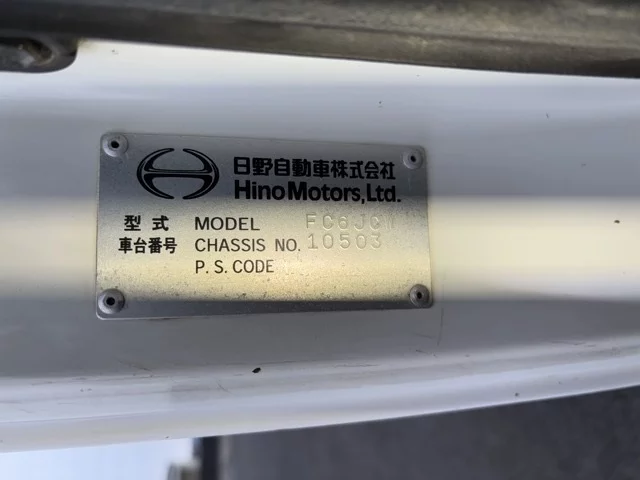 日野自動車株式会社
Hino Motors, Ltd.
型式 MODEL FC6JCW
車台番号 CHASSIS NO. 10503
P. S. CODE